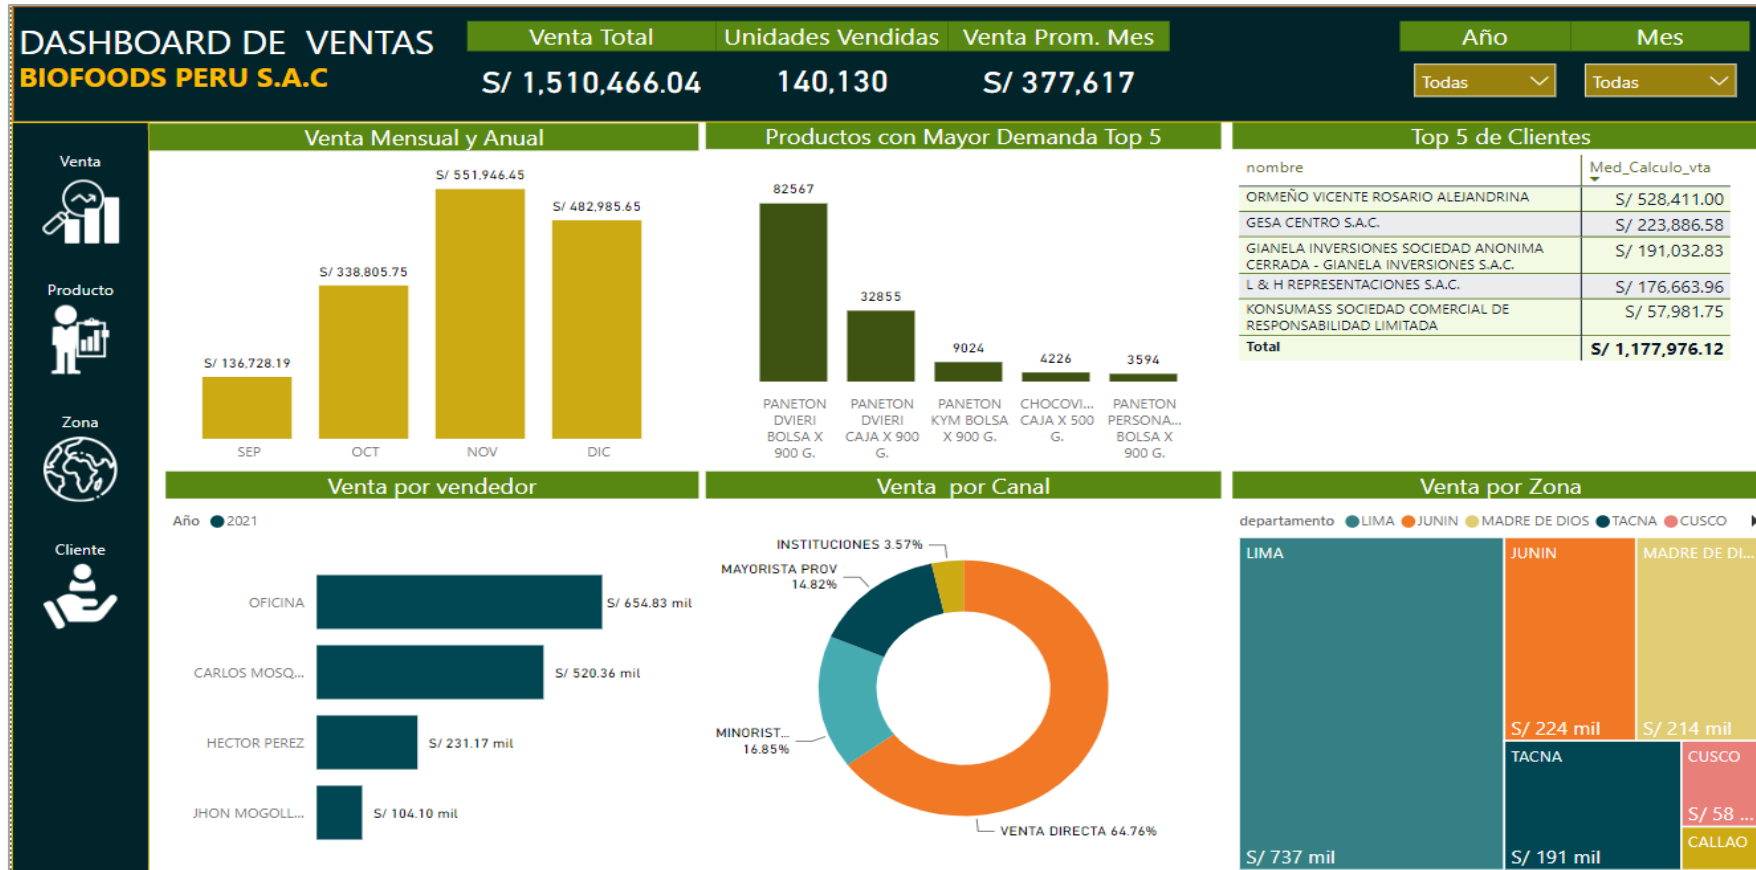 DASHBOARD DE VENTAS
BIOFOODS PERU S.A.C
Venta Total
S/ 1,510,466.04
Unidades Vendidas
140,130
Venta Prom. Mes
S/ 377,617
Año
Todas
Mes
Todas
Venta
Producto
Zona
Cliente
Venta Mensual y Anual
S/ 136,728.19
S/ 338,805.75
S/ 551,946.45
S/ 482,985.65
SEP
OCT
NOV
DIC
Productos con Mayor Demanda Top 5
82567
32855
9024
4226
3594
PANETON
DVIERI
BOLSA X
900 G.
PANETON
DVIERI
CAJA X 900
G.
PANETON
KYM BOLSA
X 900 G.
CHOCOVI...
CAJA X 500
G.
PANETON
PERSONA...
BOLSA X
900 G.
Top 5 de Clientes
nombre Med_Calculo_vta
ORMEÑO VICENTE ROSARIO ALEJANDRINA S/ 528,411.00
GESA CENTRO S.A.C. S/ 223,886.58
GIANELA INVERSIONES SOCIEDAD ANONIMA S/ 191,032.83
CERRADA - GIANELA INVERSIONES S.A.C.
L & H REPRESENTACIONES S.A.C. S/ 176,663.96
KONSUMASS SOCIEDAD COMERCIAL DE S/ 57,981.75
RESPONSABILIDAD LIMITADA
Total S/ 1,177,976.12
Venta por vendedor
Año 2021
OFICINA S/ 654.83 mil
CARLOS MOSQ... S/ 520.36 mil
HECTOR PEREZ S/ 231.17 mil
JHON MOGOLL... S/ 104.10 mil
Venta por Canal
INSTITUCIONES 3.57%
MAYORISTA PROV
14.82%
MINORIST...
16.85%
VENTA DIRECTA 64.76%
Venta por Zona
departamento LIMA JUNIN MADRE DE DIOS TACNA CUSCO
LIMA
S/ 737 mil
JUNIN
S/ 224 mil
MADRE DE DI...
S/ 214 mil
TACNA
S/ 191 mil
CUSCO
S/ 58 ...
CALLAO